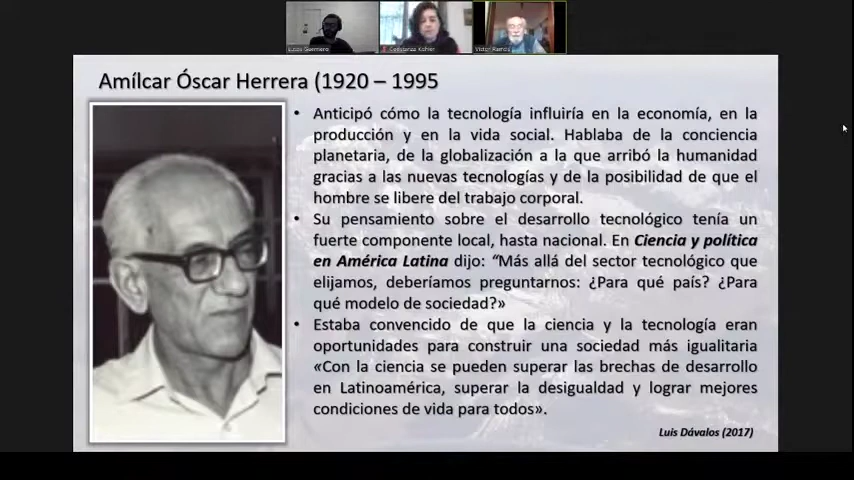 Constanza Kohler
Amílcar Óscar Herrera (1920 – 1995
• Anticipó cómo la tecnología influiría en la economía, en la
producción y en la vida social. Hablaba de la conciencia
planetaria, de la globalización a la que arribó la humanidad
gracias a las nuevas tecnologías y de la posibilidad de que el
hombre se libere del trabajo corporal.
• Su pensamiento sobre el desarrollo tecnológico tenía un
fuerte componente local, hasta nacional. En Ciencia y política
en América Latina dijo: “Más allá del sector tecnológico que
elijamos, deberíamos preguntarnos: ¿Para qué país? ¿Para
qué modelo de sociedad?»
• Estaba convencido de que la ciencia y la tecnología eran
oportunidades para construir una sociedad más igualitaria
«Con la ciencia se pueden superar las brechas de desarrollo
en Latinoamérica, superar la desigualdad y lograr mejores
condiciones de vida para todos».
Luis Dávalos (2017)